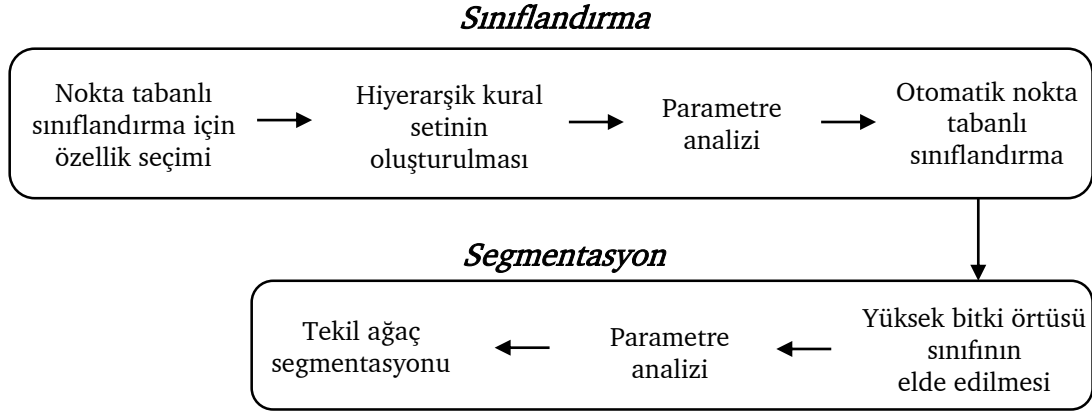 Sınıflandırma
Nokta tabanlı
sınıflandırma için
özellik seçimi
Hiyerarşik kural
setinin
oluşturulması
Parametre
analizi
Otomatik nokta
tabanlı
sınıflandırma
Segmentasyon
Tekil ağaç
segmentasyonu
Parametre
analizi
Yüksek bitki örtüsü
sınıfının
elde edilmesi